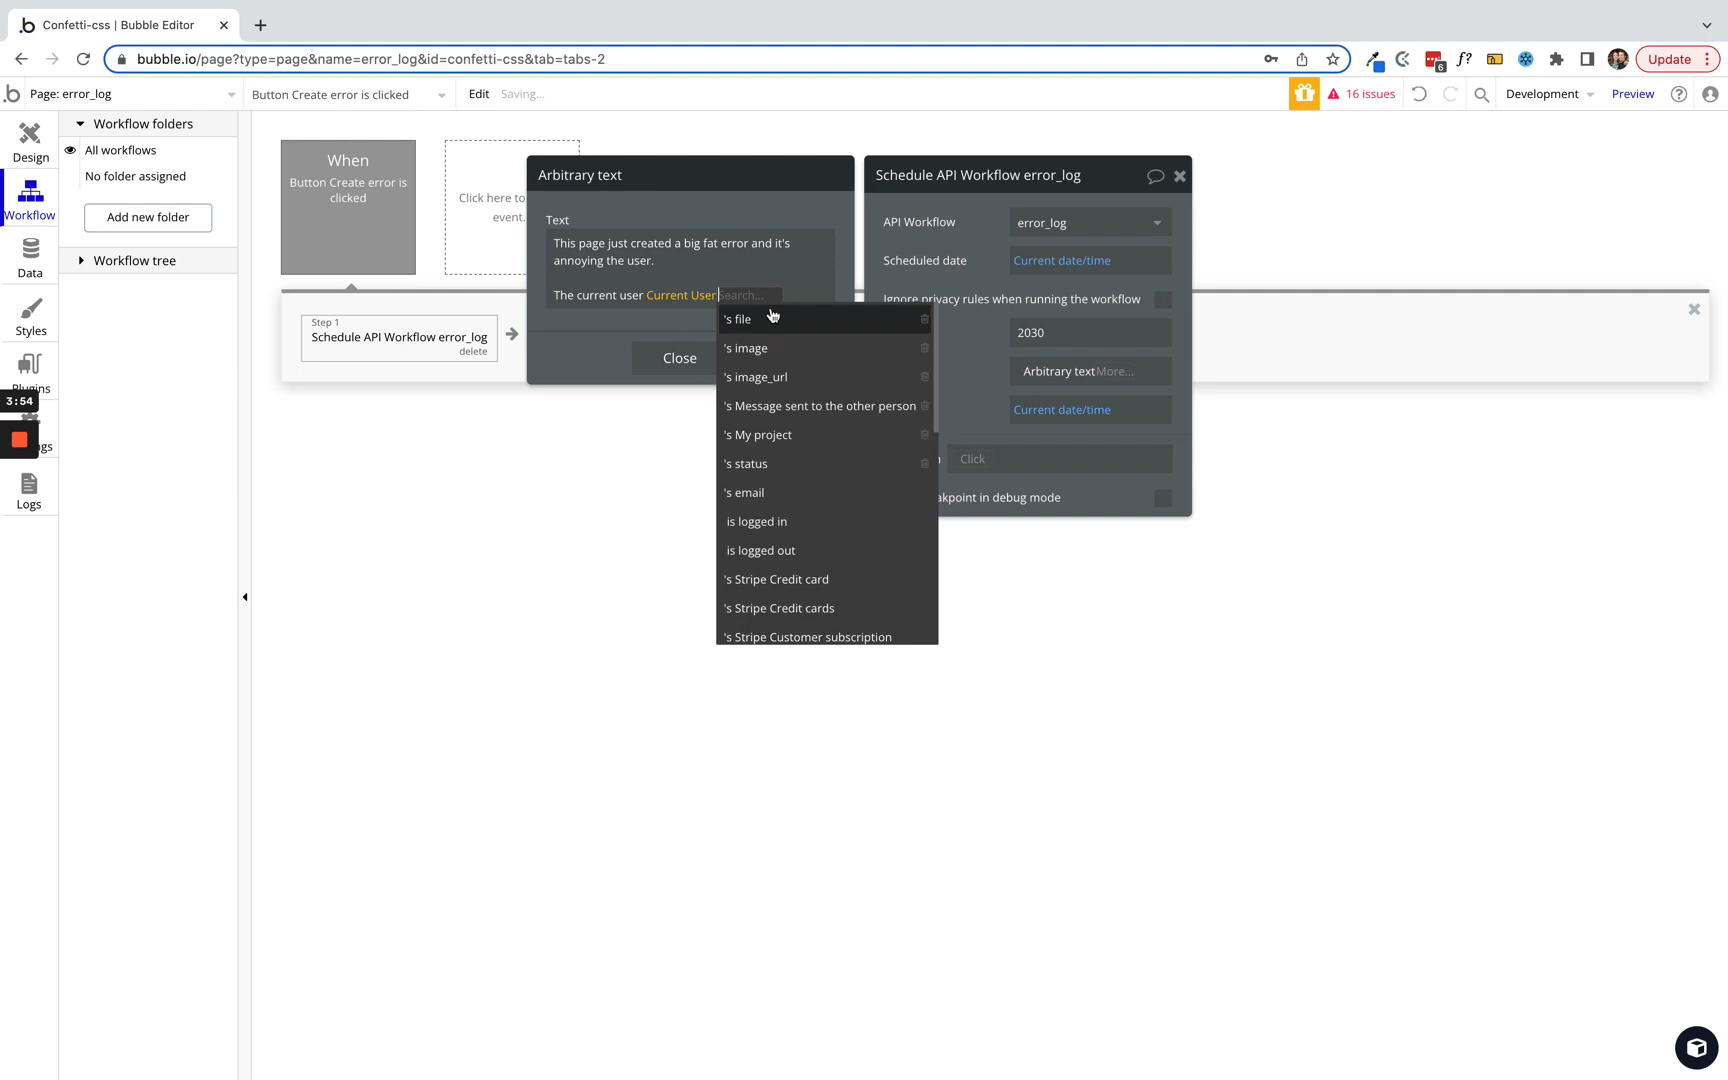 Confetti-css | Bubble Editor
bubble.io/page?type=page&name=error_log&id=confetti-css&tab=tabs-2
6
f?
Update
Page: error_log
Button Create error is clicked
Edit
Saving...
16 issues
Development
Preview
Design
Workflow
Data
Styles
Plugins
3:54
gs
Logs
Workflow folders
All workflows
No folder assigned
Add new folder
Workflow tree
When
Button Create error is
clicked
Click here to
event.
Step 1
Schedule API Workflow error_log
delete
Arbitrary text
Text
This page just created a big fat error and it's
annoying the user.
The current user Current User Search...
Close
's file
's image
's image_url
's Message sent to the other person
's My project
's status
's email
is logged in
is logged out
's Stripe Credit card
's Stripe Credit cards
's Stripe Customer subscription
Schedule API Workflow error_log
API Workflow
error_log
Scheduled date
Current date/time
Ignore privacy rules when running the workflow
2030
Arbitrary text More...
Current date/time
n
Click
akpoint in debug mode